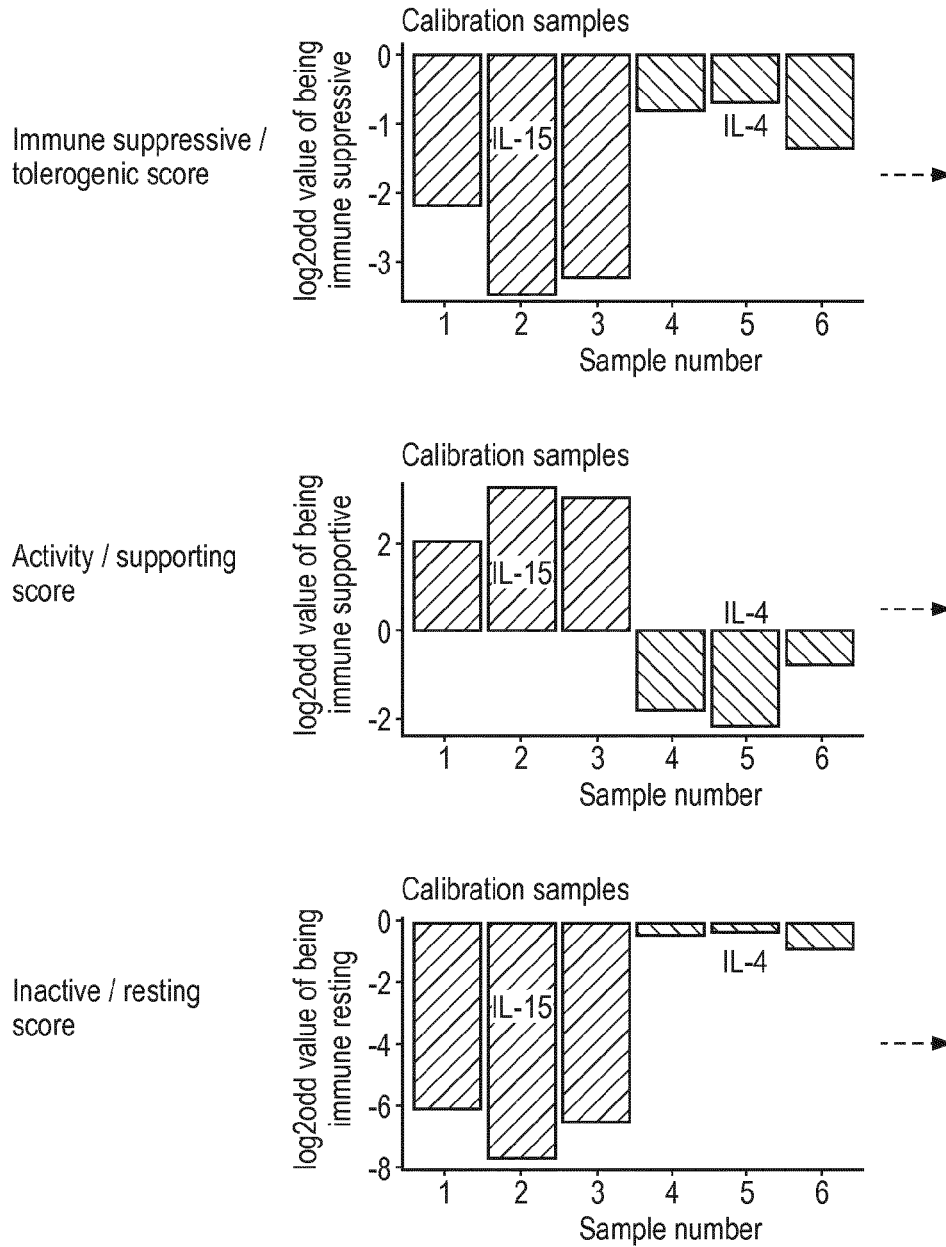 Calibration samples
Immune suppressive /
tolerogenic score
log2odd value of being
immune suppressive
0
-1
-2
-3
IL-15
IL-4
1 2 3 4 5 6
Sample number
Calibration samples
Activity / supporting
score
log2odd value of being
immune supportive
2
0
-2
IL-15
IL-4
1 2 3 4 5 6
Sample number
Calibration samples
Inactive / resting
score
log2odd value of being
immune resting
0
-2
-4
-6
-8
IL-15
IL-4
1 2 3 4 5 6
Sample number